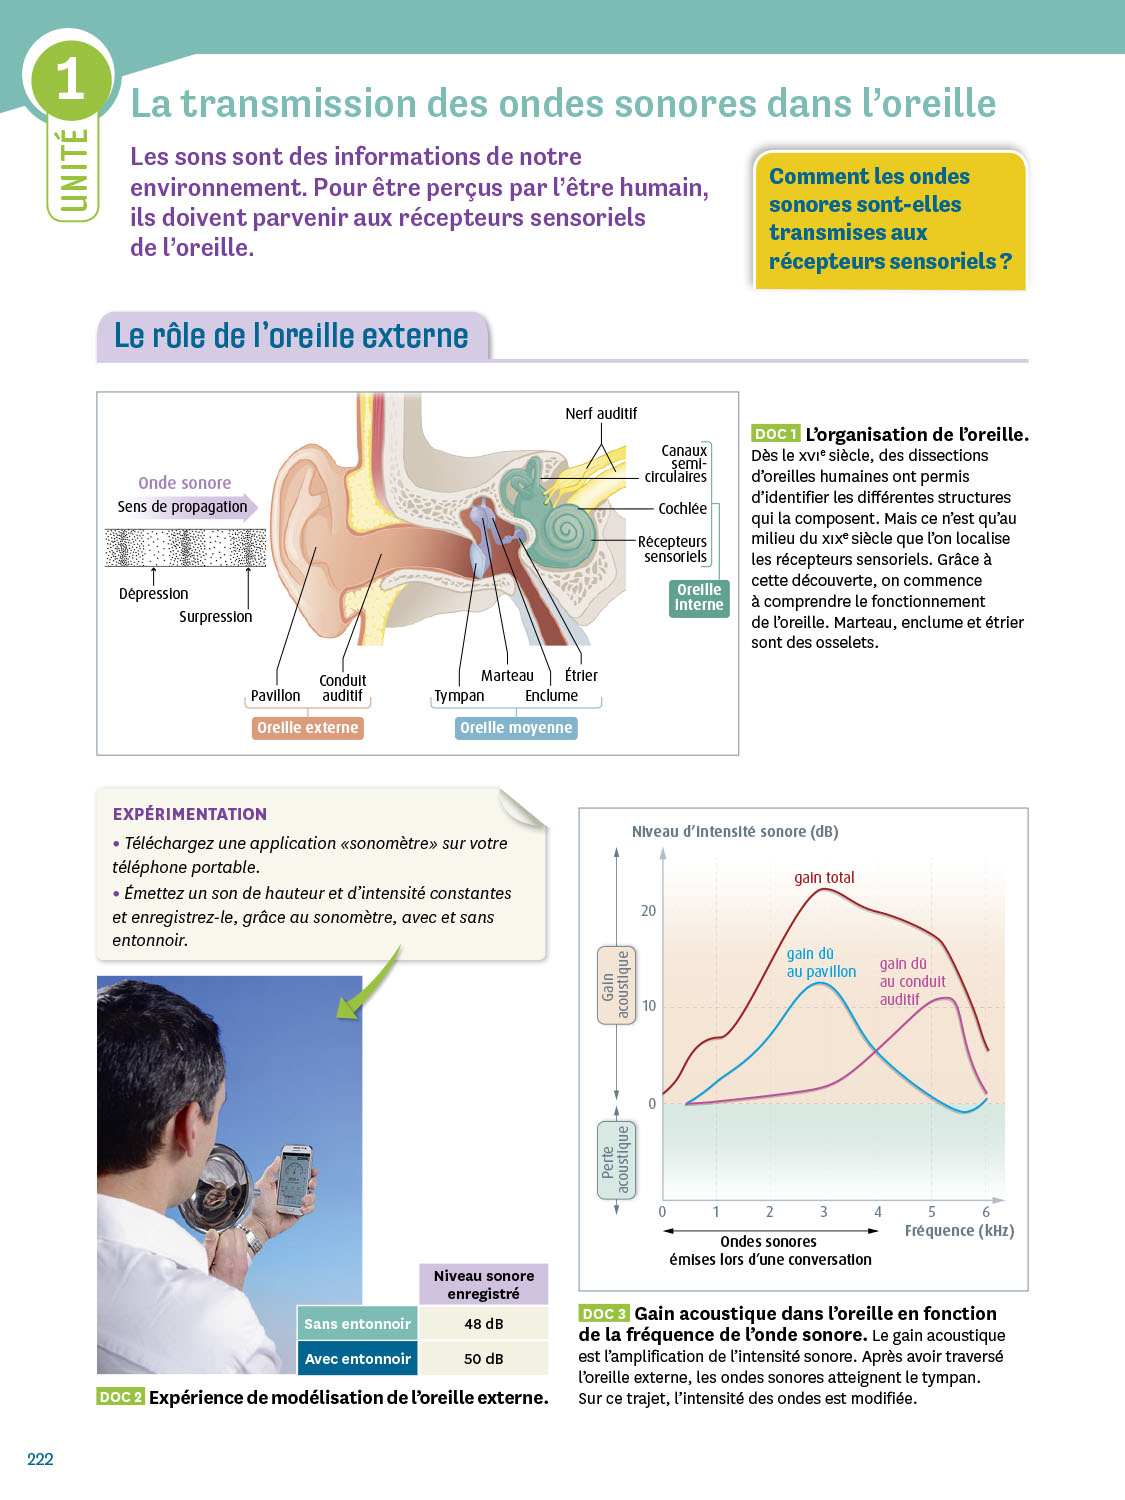 1
UNITÉ
La transmission des ondes sonores dans l’oreille
Les sons sont des informations de notre
environnement. Pour être perçus par l’être humain,
ils doivent parvenir aux récepteurs sensoriels
de l’oreille.
Comment les ondes
sonores sont-elles
transmises aux
récepteurs sensoriels ?
Le rôle de l’oreille externe
Onde sonore
Sens de propagation
Dépression
Surpression
Nerf auditif
Canaux
semi-
circulaires
Cochlée
Récepteurs
sensoriels
Oreille
interne
Pavillon
Conduit
auditif
Oreille externe
Tympan
Marteau
Enclume
Étrier
Oreille moyenne
DOC 1 L’organisation de l’oreille.
Dès le XVIe siècle, des dissections
d’oreilles humaines ont permis
d’identifier les différentes structures
qui la composent. Mais ce n’est qu’au
milieu du XIXe siècle que l’on localise
les récepteurs sensoriels. Grâce à
cette découverte, on commence
à comprendre le fonctionnement
de l’oreille. Marteau, enclume et étrier
sont des osselets.
EXPÉRIMENTATION
• Téléchargez une application «sonomètre» sur votre
téléphone portable.
• Émettez un son de hauteur et d’intensité constantes
et enregistrez-le, grâce au sonomètre, avec et sans
entonnoir.
Niveau sonore
enregistré
Sans entonnoir 48 dB
Avec entonnoir 50 dB
DOC 2 Expérience de modélisation de l’oreille externe.
Niveau d’intensité sonore (dB)
Gain
acoustique
Perte
acoustique
20
10
0
gain total
gain dû
au pavillon
gain dû
au conduit
auditif
0 1 2 3 4 5 6
Fréquence (kHz)
Ondes sonores
émises lors d’une conversation
DOC 3 Gain acoustique dans l’oreille en fonction
de la fréquence de l’onde sonore. Le gain acoustique
est l’amplification de l’intensité sonore. Après avoir traversé
l’oreille externe, les ondes sonores atteignent le tympan.
Sur ce trajet, l’intensité des ondes est modifiée.
222